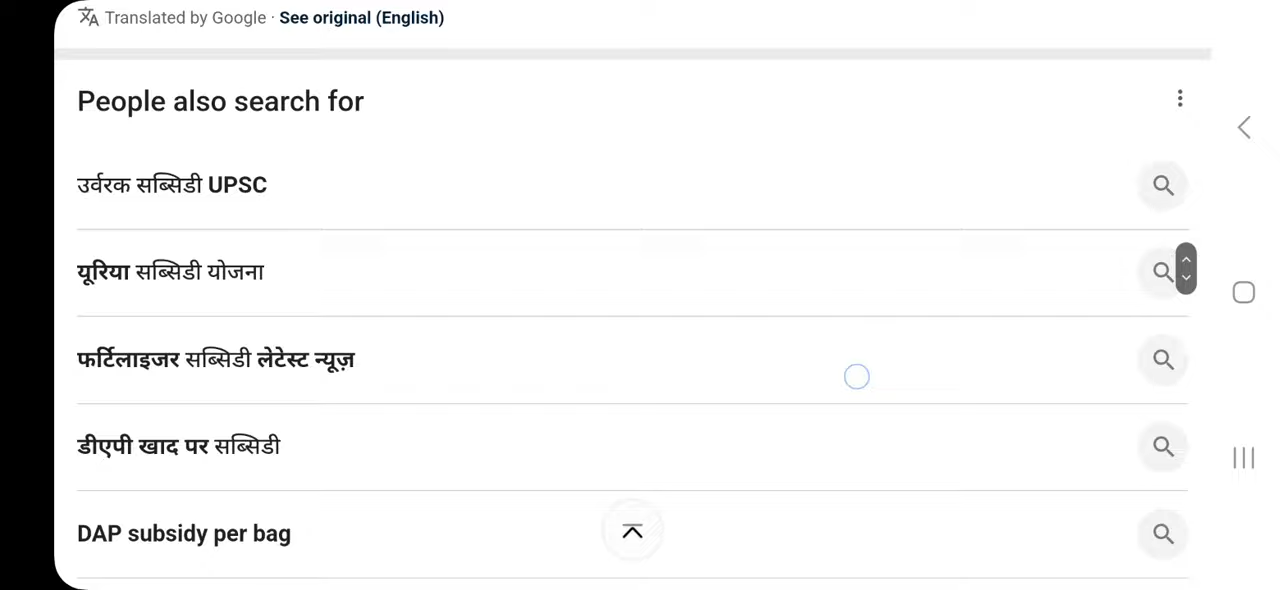 Translated by Google · See original (English)
People also search for
उर्वरक सब्सिडी UPSC
यूरिया सब्सिडी योजना
फर्टिलाइजर सब्सिडी लेटेस्ट न्यूज़
डीएपी खाद पर सब्सिडी
DAP subsidy per bag